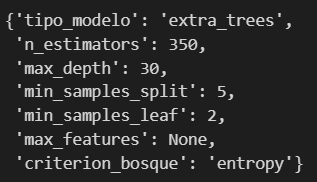 {'tipo_modelo': 'extra_trees',
'n_estimators': 350,
'max_depth': 30,
'min_samples_split': 5,
'min_samples_leaf': 2,
'max_features': None,
'criterion_bosque': 'entropy'}